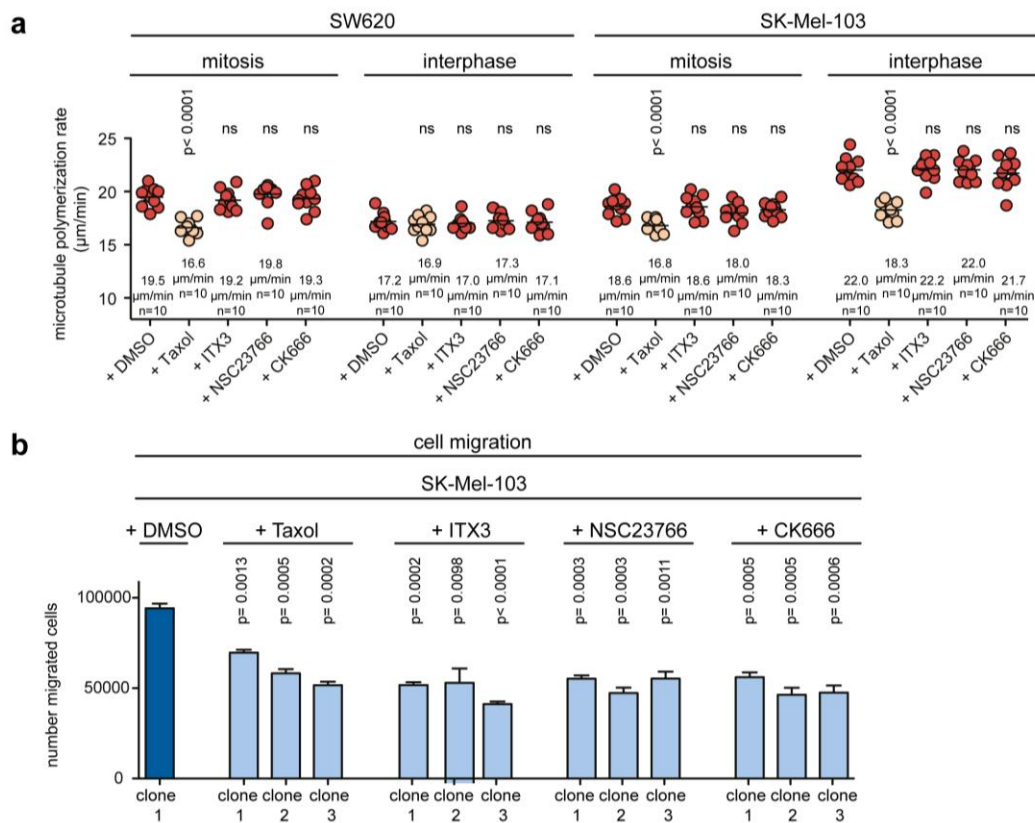 a
SW620
SK-Mel-103
mitosis
interphase
mitosis
interphase
microtubule polymerization rate
(µm/min)
25
20
15
10
p< 0.0001
ns
ns
ns
ns
ns
ns
ns
p< 0.0001
ns
ns
ns
p< 0.0001
ns
ns
ns
19.5
µm/min
n=10
16.6
µm/min
n=10
19.2
µm/min
n=10
19.8
µm/min
n=10
19.3
µm/min
n=10
17.2
µm/min
n=10
16.9
µm/min
n=10
17.0
µm/min
n=10
17.3
µm/min
n=10
17.1
µm/min
n=10
18.6
µm/min
n=10
16.8
µm/min
n=10
18.6
µm/min
n=10
18.0
µm/min
n=10
18.3
µm/min
n=10
22.0
µm/min
n=10
18.3
µm/min
n=10
22.2
µm/min
n=10
22.0
µm/min
n=10
21.7
µm/min
n=10
+ DMSO
+ Taxol
+ ITX3
+ NSC23766
+ CK666
+ DMSO
+ Taxol
+ ITX3
+ NSC23766
+ CK666
+ DMSO
+ Taxol
+ ITX3
+ NSC23766
+ CK666
+ DMSO
+ Taxol
+ ITX3
+ NSC23766
+ CK666
b
cell migration
SK-Mel-103
+ DMSO
+ Taxol
+ ITX3
+ NSC23766
+ CK666
p= 0.0013
p= 0.0005
p= 0.0002
p= 0.0002
p= 0.0098
p< 0.0001
p= 0.0003
p= 0.0003
p= 0.0011
p= 0.0005
p= 0.0005
p= 0.0006
number migrated cells
100000
50000
0
clone
1
clone
1
clone
2
clone
3
clone
1
clone
2
clone
3
clone
1
clone
2
clone
3
clone
1
clone
2
clone
3